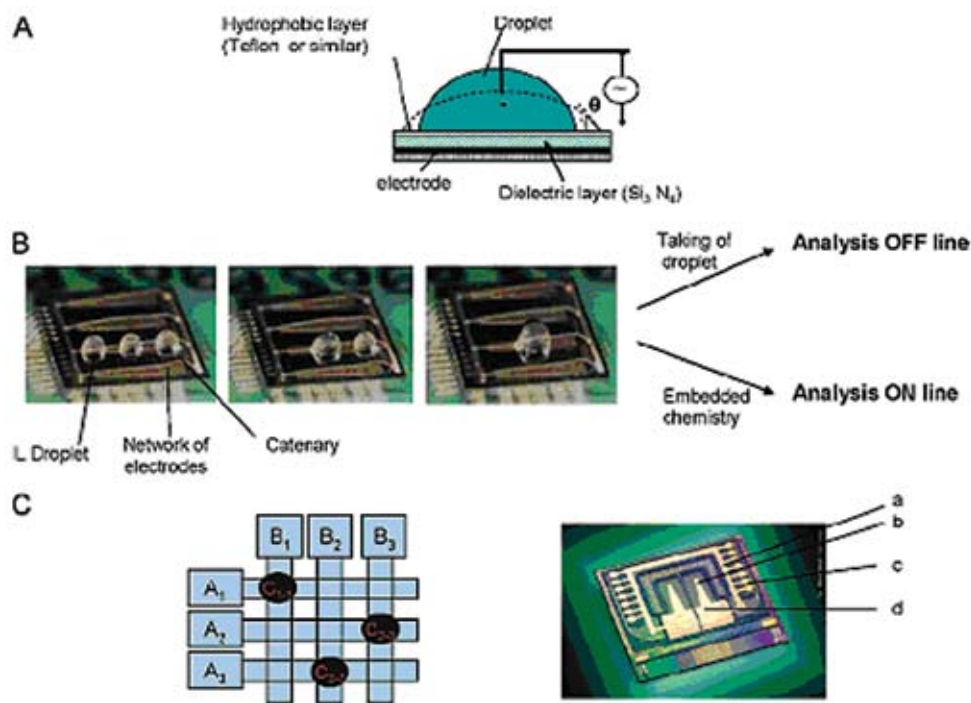 A
Hydrophobic layer
(Teflon or similar)
Droplet
θ
~
electrode
Dielectric layer (Si3 N4)
B
Taking of
droplet
Analysis OFF line
Embedded
chemistry
Analysis ON line
IL Droplet
Network of
electrodes
Catenary
C
B1
B2
B3
A1
A2
A3
a
b
c
d